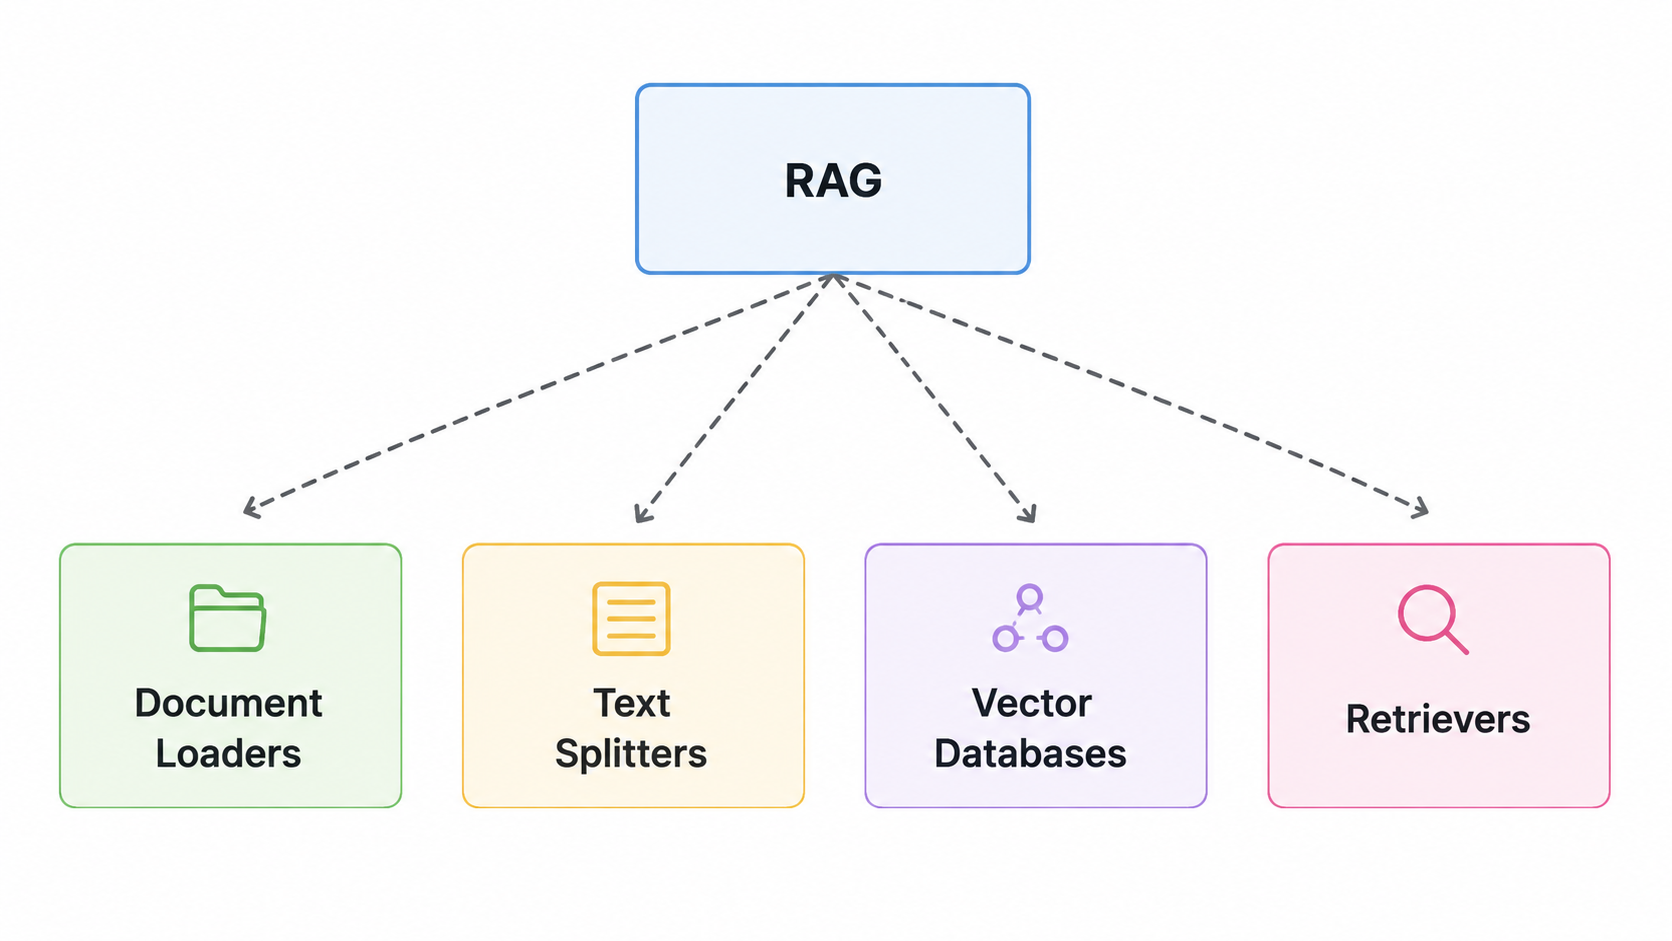 RAG
Document
Loaders
Text
Splitters
Vector
Databases
Retrievers